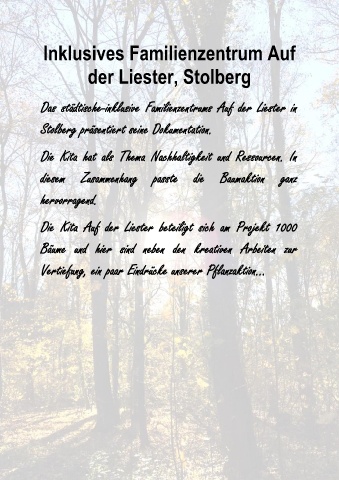 Inklusives Familienzentrum Auf
der Liester, Stolberg
Das städtische-inklusive Familienzentrums Auf der Liester in
Stolberg präsentiert seine Dokumentation.
Die Kita hat als Thema Nachhaltigkeit und Ressourcen. In
diesem Zusammenhang passte die Baumaktion ganz
hervorragend.
Die Kita Auf der Liester beteiligt sich am Projekt 1000
Bäume und hier sind neben den kreativen Arbeiten zur
Vertiefung, ein paar Eindrücke unserer Pflanzaktion...